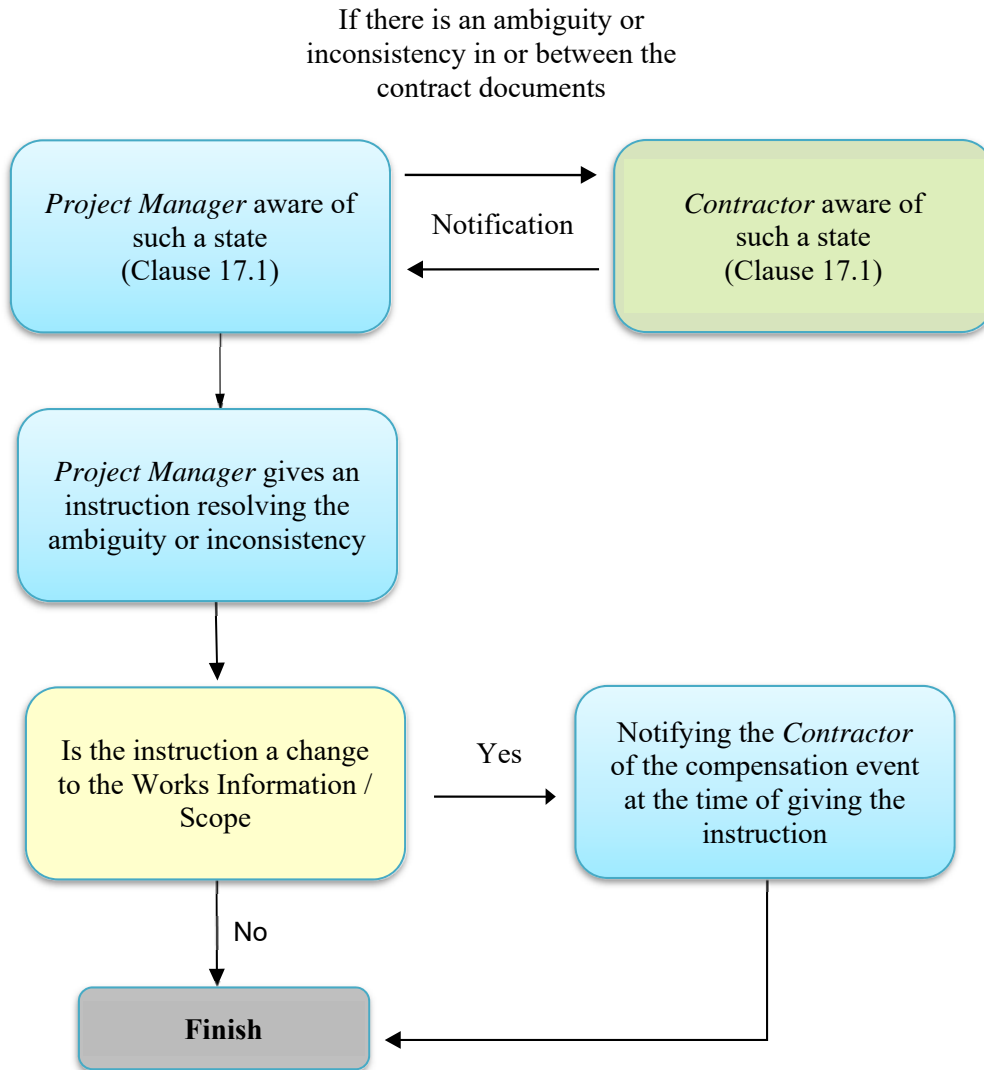 If there is an ambiguity or
inconsistency in or between the
contract documents
Project Manager aware of
such a state
(Clause 17.1)
Notification
Contractor aware of
such a state
(Clause 17.1)
Project Manager gives an
instruction resolving the
ambiguity or inconsistency
Is the instruction a change
to the Works Information /
Scope
Yes
Notifying the Contractor
of the compensation event
at the time of giving the
instruction
No
Finish